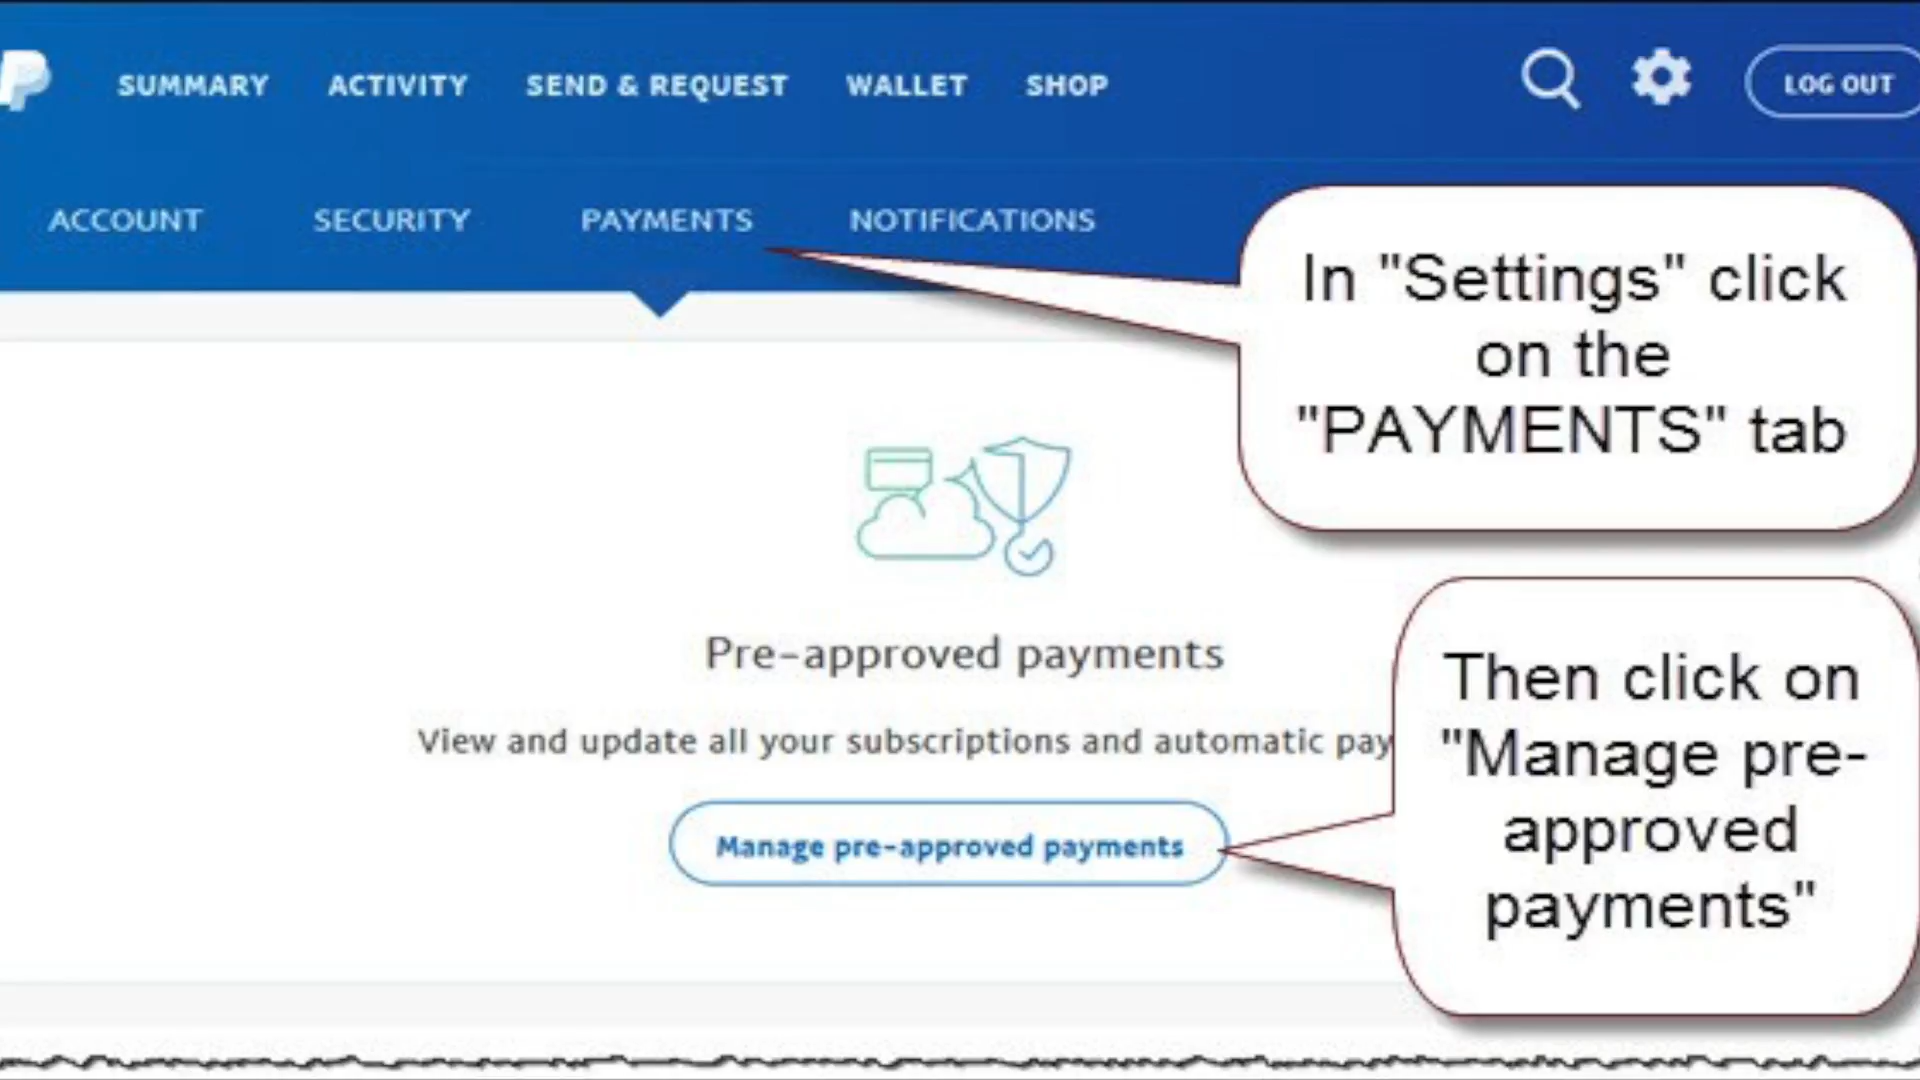 SUMMARY ACTIVITY SEND & REQUEST WALLET SHOP LOG OUT
ACCOUNT SECURITY PAYMENTS NOTIFICATIONS
In "Settings" click
on the
"PAYMENTS" tab
Pre-approved payments
View and update all your subscriptions and automatic pay
Manage pre-approved payments
Then click on
"Manage pre-
approved
payments"